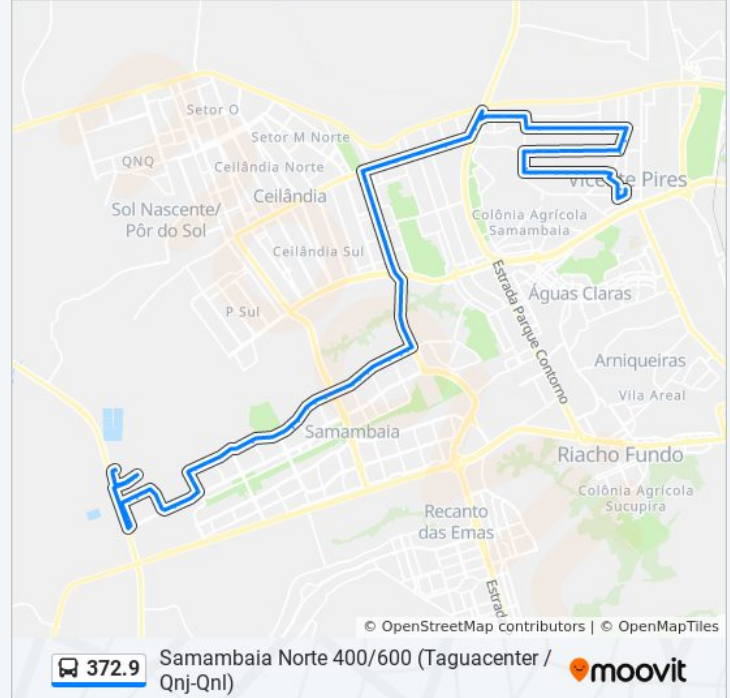 Setor O
Setor M Norte
QNQ
Ceilândia Norte
Ceilândia
Sol Nascente/
Pôr do Sol
Ceilândia Sul
P Sul
Vicente Pires
Colônia Agrícola
Samambaia
Estrada Parque Contorno
Águas Claras
Arniqueiras
Vila Areal
Samambaia
Riacho Fundo
Colônia Agrícola
Sucupira
Recanto
das Emas
Estrad
© OpenStreetMap contributors | © OpenMapTiles
372.9
Samambaia Norte 400/600 (Taguacenter /
Qnj-Qnl)
moovit